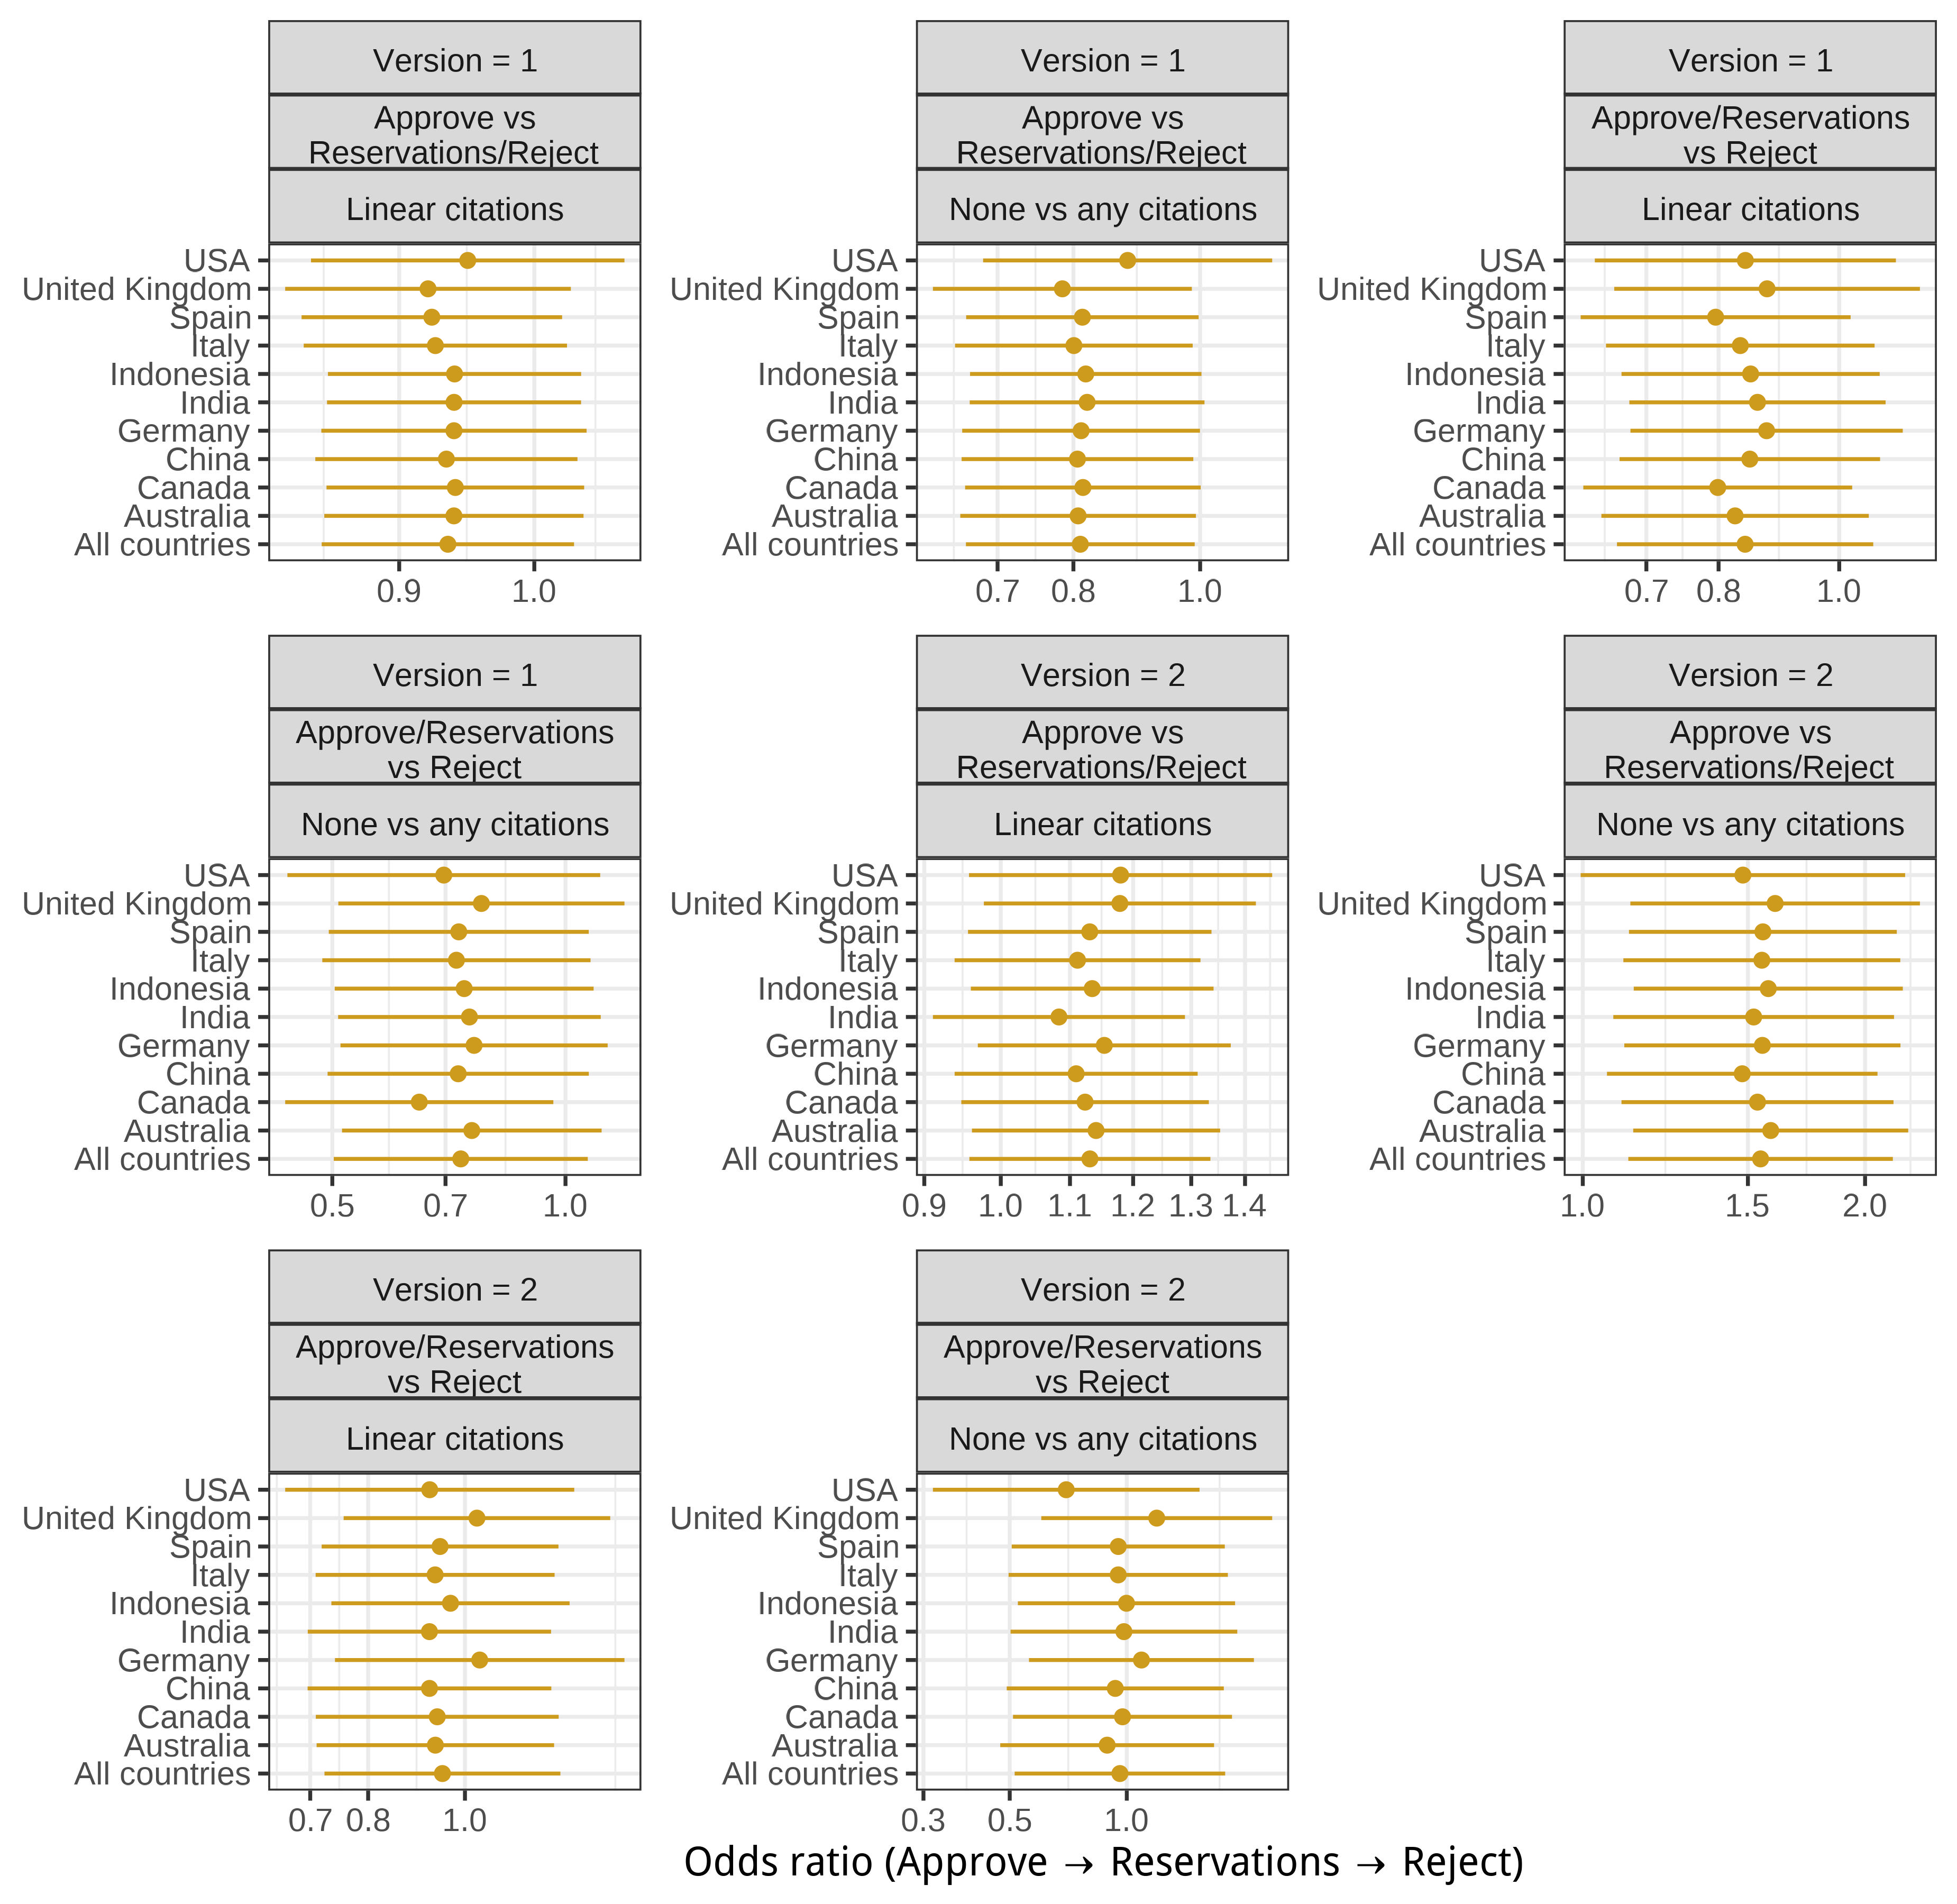 Version = 1
Approve vs
Reservations/Reject
Linear citations
USA
United Kingdom
Spain
Italy
Indonesia
India
Germany
China
Canada
Australia
All countries
0.9 1.0
Version = 1
Approve vs
Reservations/Reject
None vs any citations
USA
United Kingdom
Spain
Italy
Indonesia
India
Germany
China
Canada
Australia
All countries
0.7 0.8 1.0
Version = 1
Approve/Reservations
vs Reject
Linear citations
USA
United Kingdom
Spain
Italy
Indonesia
India
Germany
China
Canada
Australia
All countries
0.7 0.8 1.0
Version = 1
Approve/Reservations
vs Reject
None vs any citations
USA
United Kingdom
Spain
Italy
Indonesia
India
Germany
China
Canada
Australia
All countries
0.5 0.7 1.0
Version = 2
Approve vs
Reservations/Reject
Linear citations
USA
United Kingdom
Spain
Italy
Indonesia
India
Germany
China
Canada
Australia
All countries
0.9 1.0 1.1 1.2 1.3 1.4
Version = 2
Approve vs
Reservations/Reject
None vs any citations
USA
United Kingdom
Spain
Italy
Indonesia
India
Germany
China
Canada
Australia
All countries
1.0 1.5 2.0
Version = 2
Approve/Reservations
vs Reject
Linear citations
USA
United Kingdom
Spain
Italy
Indonesia
India
Germany
China
Canada
Australia
All countries
0.7 0.8 1.0
Version = 2
Approve/Reservations
vs Reject
None vs any citations
USA
United Kingdom
Spain
Italy
Indonesia
India
Germany
China
Canada
Australia
All countries
0.3 0.5 1.0
Odds ratio (Approve → Reservations → Reject)